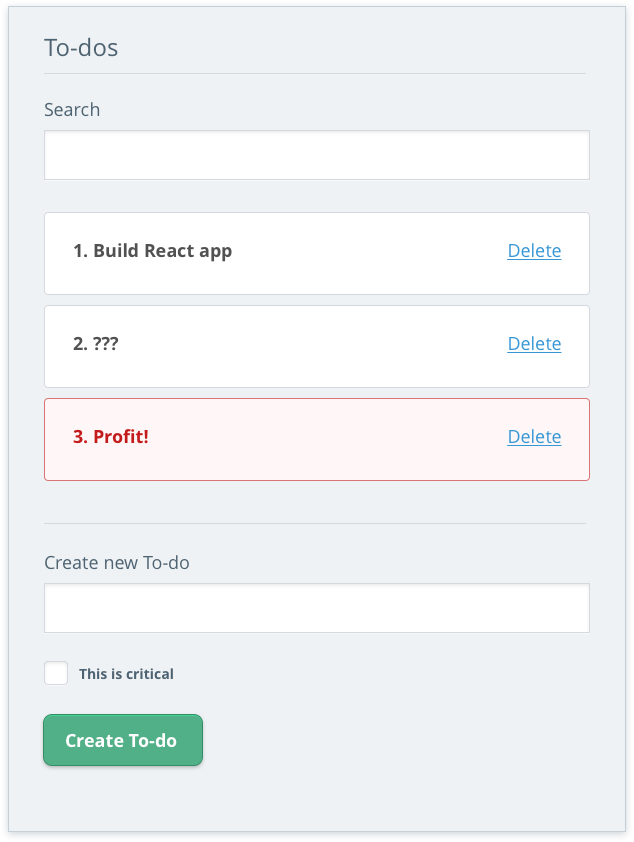 To-dos
Search
1. Build React app Delete
2. ??? Delete
3. Profit! Delete
Create new To-do
This is critical
Create To-do